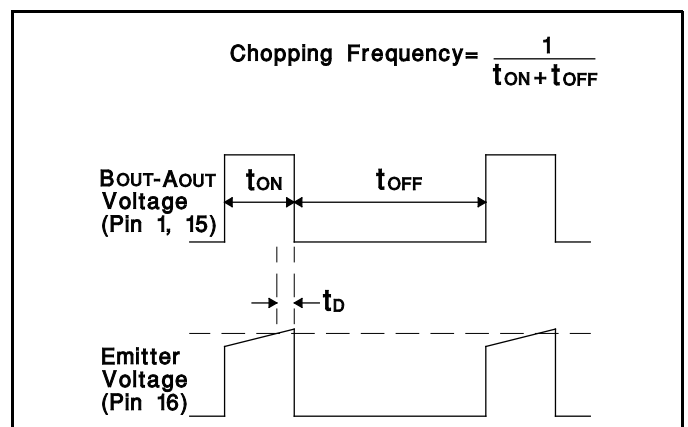 Chopping Frequency= 1
tON+tOFF
BOUT-AOUT
Voltage
(Pin 1, 15)
tON
tOFF
tD
Emitter
Voltage
(Pin 16)